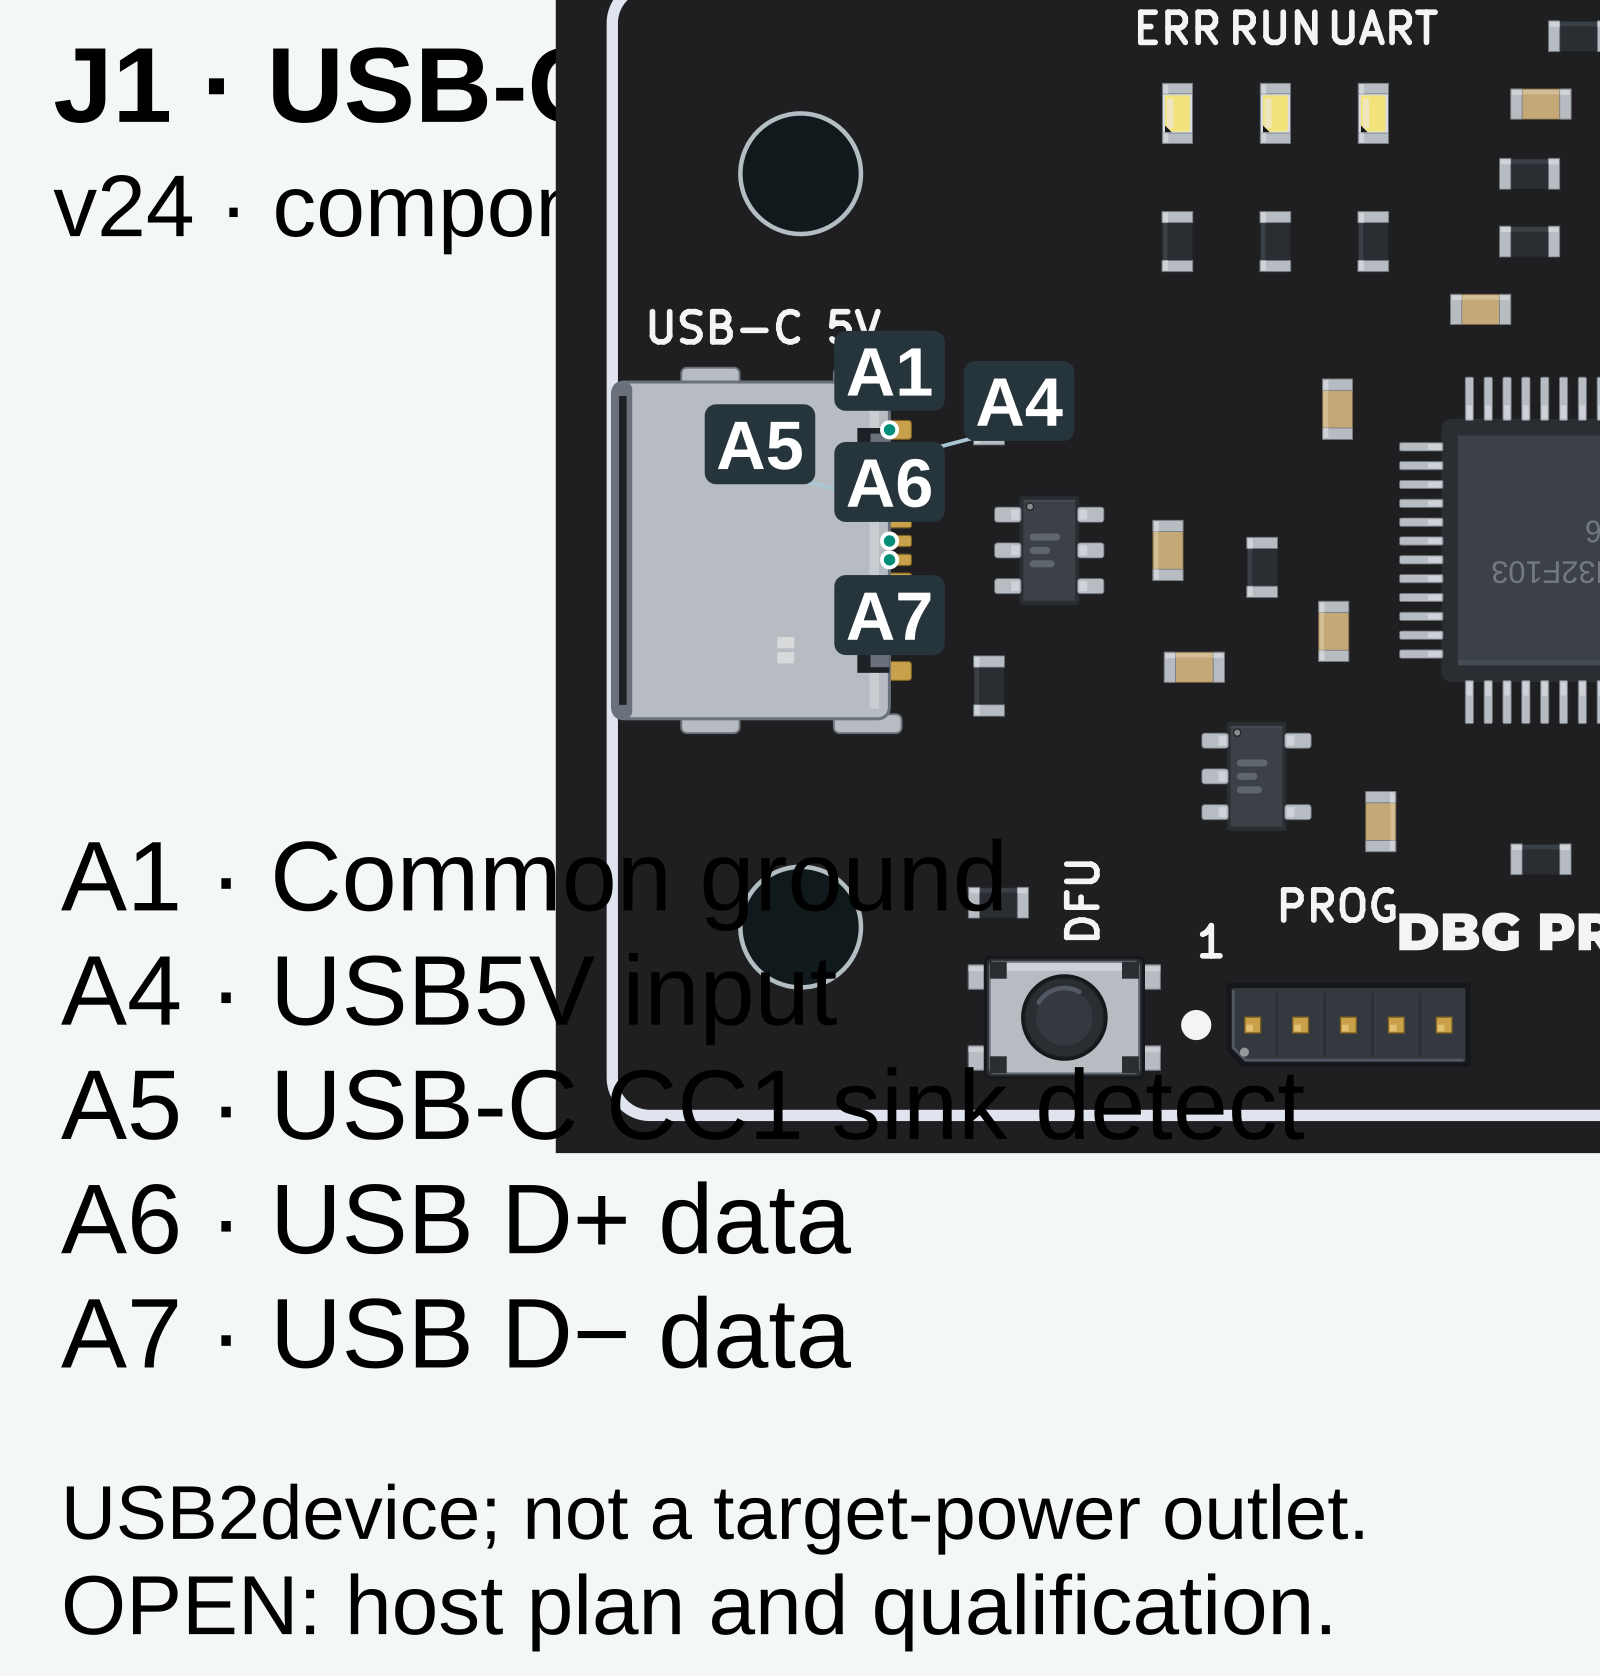 J1 · USB-C
v24 · compon
ERR RUN UART
USB-C 5V
A1
A4
A5
A6
A7
DFU
PROG
1
DBG PR
A1 · Common ground
A4 · USB5V input
A5 · USB-C CC1 sink detect
A6 · USB D+ data
A7 · USB D− data
USB2device; not a target-power outlet.
OPEN: host plan and qualification.